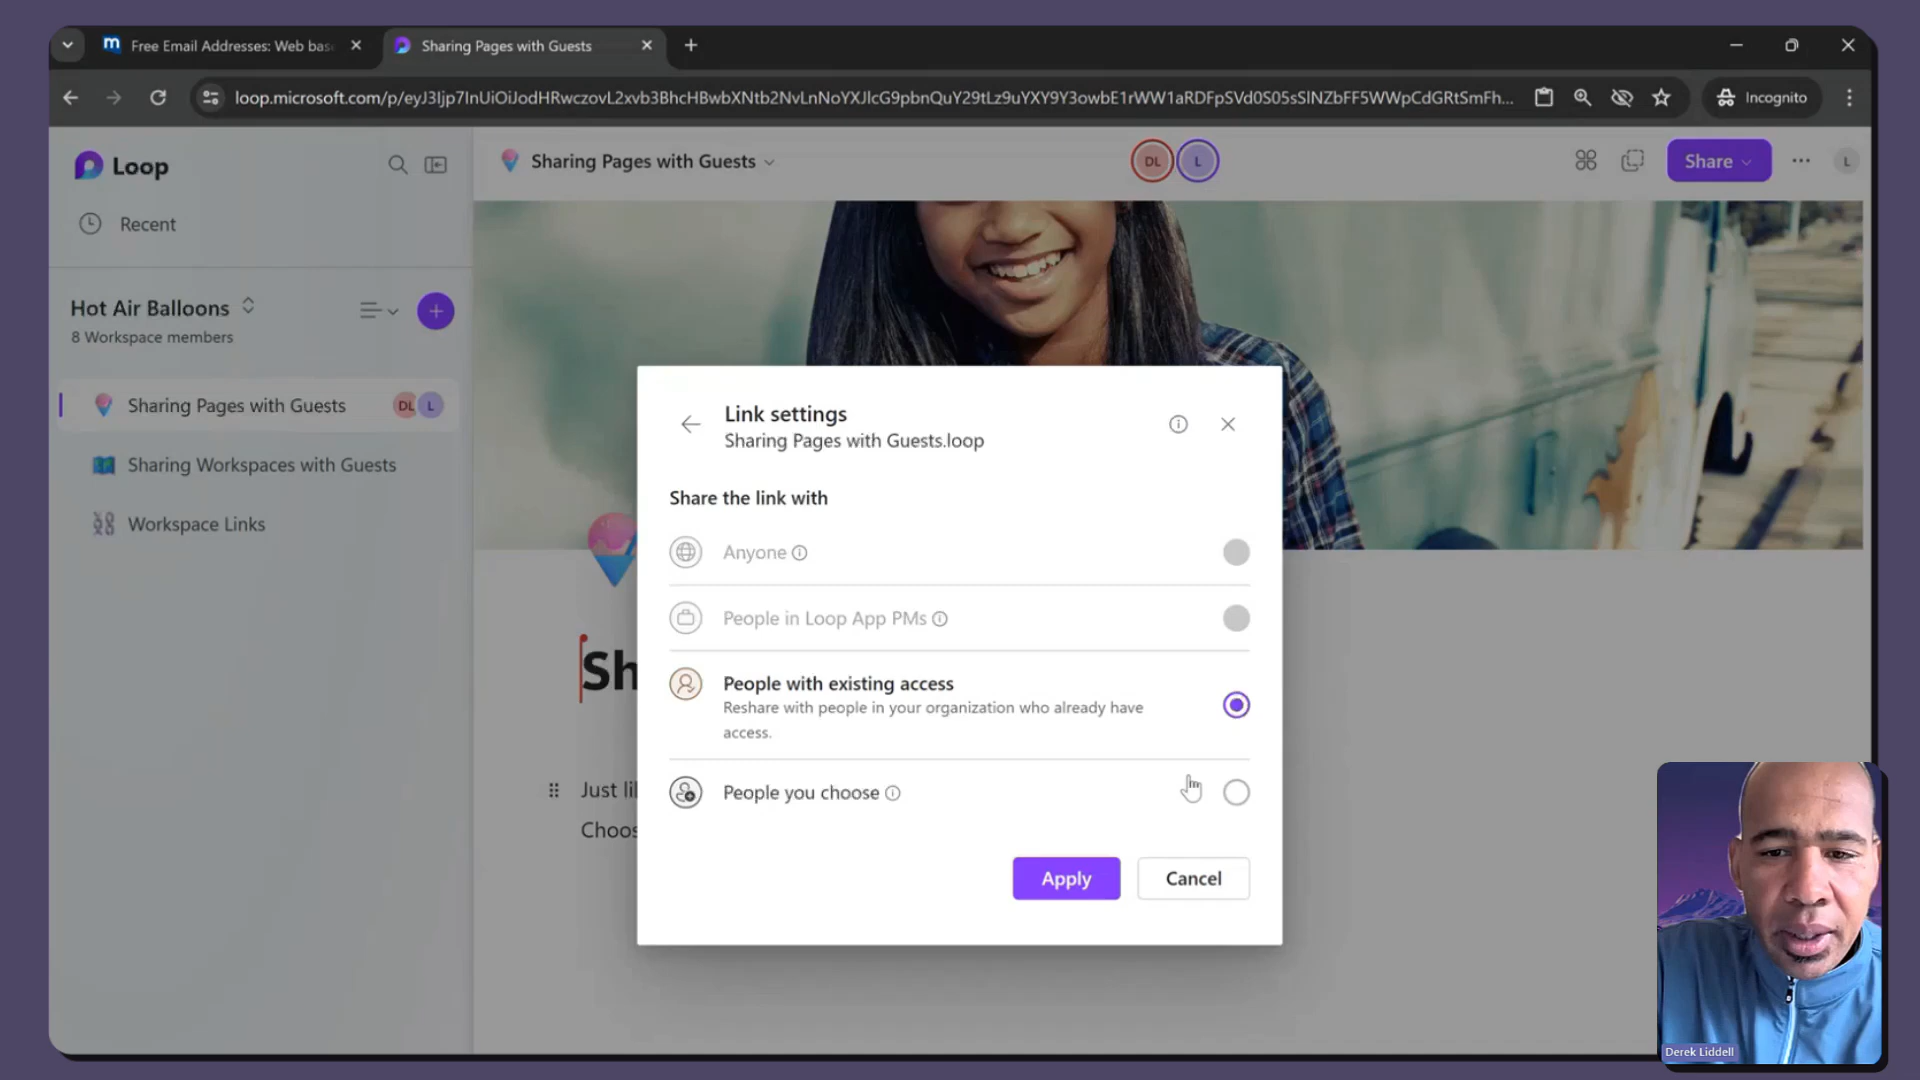 Free Email Addresses: Web bas
Sharing Pages with Guests
loop.microsoft.com/p/
Incognito
Loop
Recent
Hot Air Balloons
8 Workspace members
Sharing Pages with Guests
DL
L
Sharing Workspaces with Guests
Workspace Links
Sharing Pages with Guests
DL
L
Share
L
Link settings
Sharing Pages with Guests.loop
Share the link with
Anyone
People in Loop App PMs
People with existing access
Reshare with people in your organization who already have
access.
People you choose
Apply
Cancel
Sh
Just li
Choos
Derek Liddell